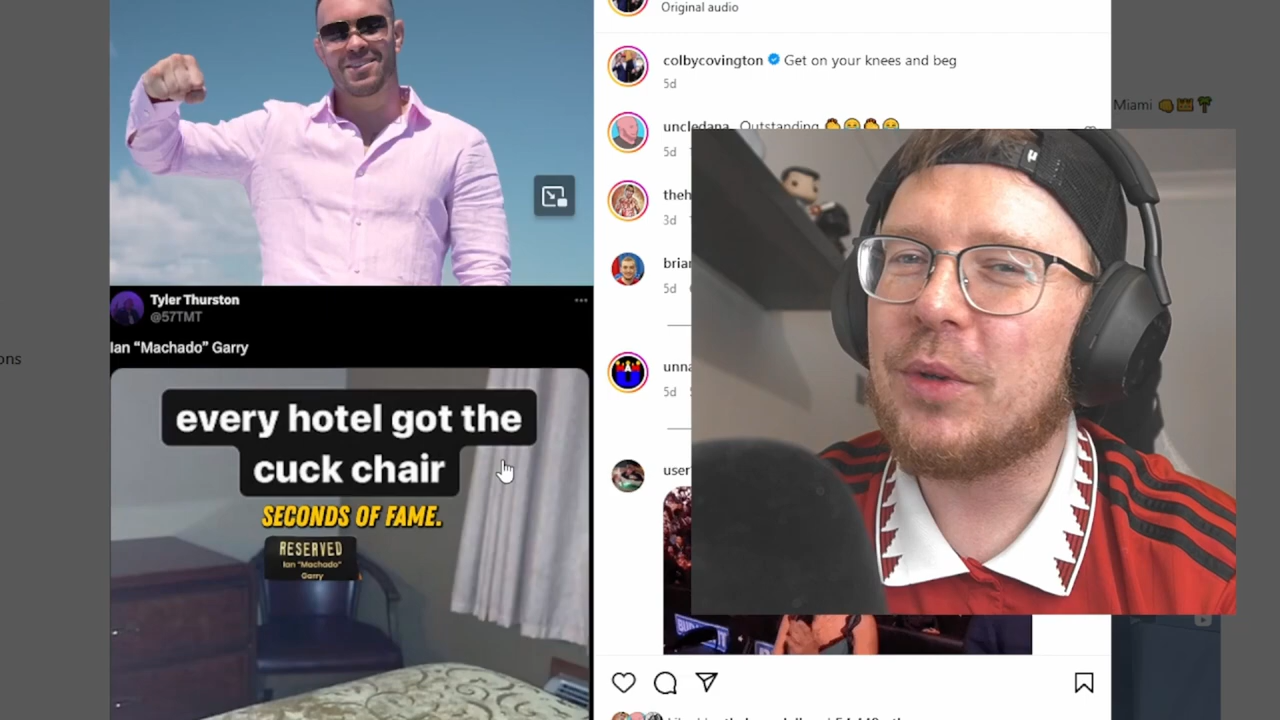 Original audio
colbycovington Get on your knees and beg
5d
Miami
uncledana_ Outstanding
5d
theh
3d
brian
5d
unna
5d
user
ons
Tyler Thurston
@57TMT
Ian “Machado” Garry
every hotel got the
cuck chair
SECONDS OF FAME.
RESERVED
Ian "Machado"
Garry